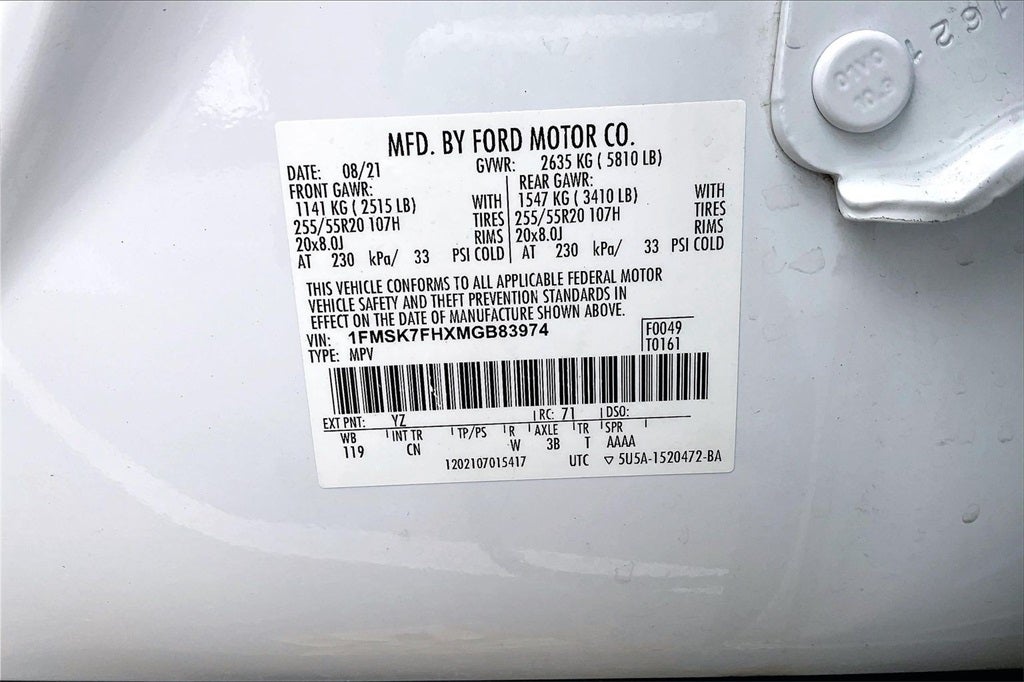 MFD. BY FORD MOTOR CO.
DATE: 08/21 GVWR: 2635 KG ( 5810 LB)
FRONT GAWR: REAR GAWR:
1141 KG ( 2515 LB) WITH 1547 KG ( 3410 LB) WITH
255/55R20 107H TIRES 255/55R20 107H TIRES
20x8.0J RIMS 20x8.0J RIMS
AT 230 kPa/ 33 PSI COLD AT 230 kPa/ 33 PSI COLD
THIS VEHICLE CONFORMS TO ALL APPLICABLE FEDERAL MOTOR
VEHICLE SAFETY AND THEFT PREVENTION STANDARDS IN
EFFECT ON THE DATE OF MANUFACTURE SHOWN ABOVE.
VIN: 1FMSK7FHXMGB83974 F0049
TYPE: MPV T0161
EXT PNT: YZ RC: 71 DSO:
WB INT TR TP/PS R AXLE TR SPR
119 CN W 3B T AAAA
1202107015417 UTC ▽ 5U5A-1520472-BA
1621
01VO
10.9